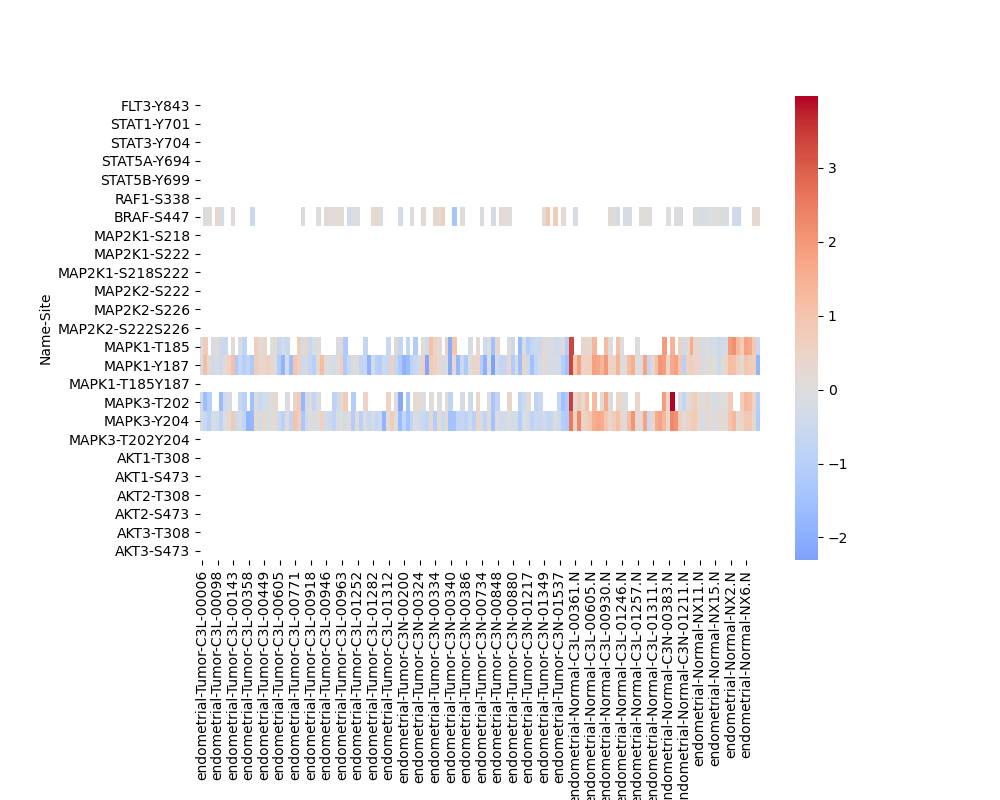 Name-Site
FLT3-Y843
STAT1-Y701
STAT3-Y704
STAT5A-Y694
STAT5B-Y699
RAF1-S338
BRAF-S447
MAP2K1-S218
MAP2K1-S222
MAP2K1-S218S222
MAP2K2-S222
MAP2K2-S226
MAP2K2-S222S226
MAPK1-T185
MAPK1-Y187
MAPK1-T185Y187
MAPK3-T202
MAPK3-Y204
MAPK3-T202Y204
AKT1-T308
AKT1-S473
AKT2-T308
AKT2-S473
AKT3-T308
AKT3-S473
3
2
1
0
−1
−2
endometrial-Tumor-C3L-00006
endometrial-Tumor-C3L-00098
endometrial-Tumor-C3L-00143
endometrial-Tumor-C3L-00358
endometrial-Tumor-C3L-00449
endometrial-Tumor-C3L-00605
endometrial-Tumor-C3L-00771
endometrial-Tumor-C3L-00918
endometrial-Tumor-C3L-00946
endometrial-Tumor-C3L-00963
endometrial-Tumor-C3L-01252
endometrial-Tumor-C3L-01282
endometrial-Tumor-C3L-01312
endometrial-Tumor-C3N-00200
endometrial-Tumor-C3N-00324
endometrial-Tumor-C3N-00334
endometrial-Tumor-C3N-00340
endometrial-Tumor-C3N-00386
endometrial-Tumor-C3N-00734
endometrial-Tumor-C3N-00848
endometrial-Tumor-C3N-00880
endometrial-Tumor-C3N-01217
endometrial-Tumor-C3N-01349
endometrial-Tumor-C3N-01537
endometrial-Normal-C3L-00361.N
endometrial-Normal-C3L-00605.N
endometrial-Normal-C3L-00930.N
endometrial-Normal-C3L-01246.N
endometrial-Normal-C3L-01257.N
endometrial-Normal-C3L-01311.N
ndometrial-Normal-C3N-00383.N
ndometrial-Normal-C3N-01211.N
endometrial-Normal-NX11.N
endometrial-Normal-NX15.N
endometrial-Normal-NX2.N
endometrial-Normal-NX6.N